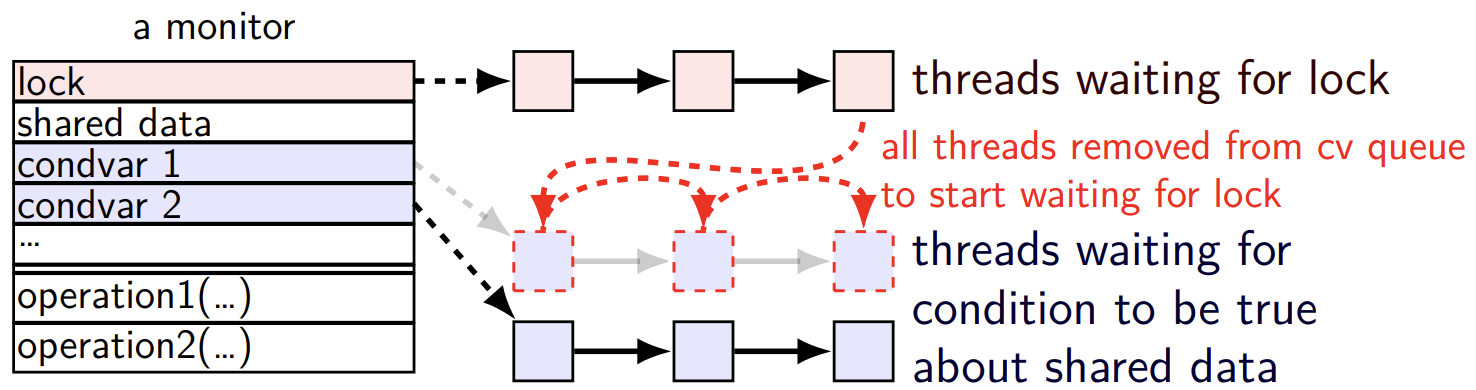 a monitor
lock
shared data
condvar 1
condvar 2
...
operation1(...)
operation2(...)
threads waiting for lock
all threads removed from cv queue
to start waiting for lock
threads waiting for
condition to be true
about shared data